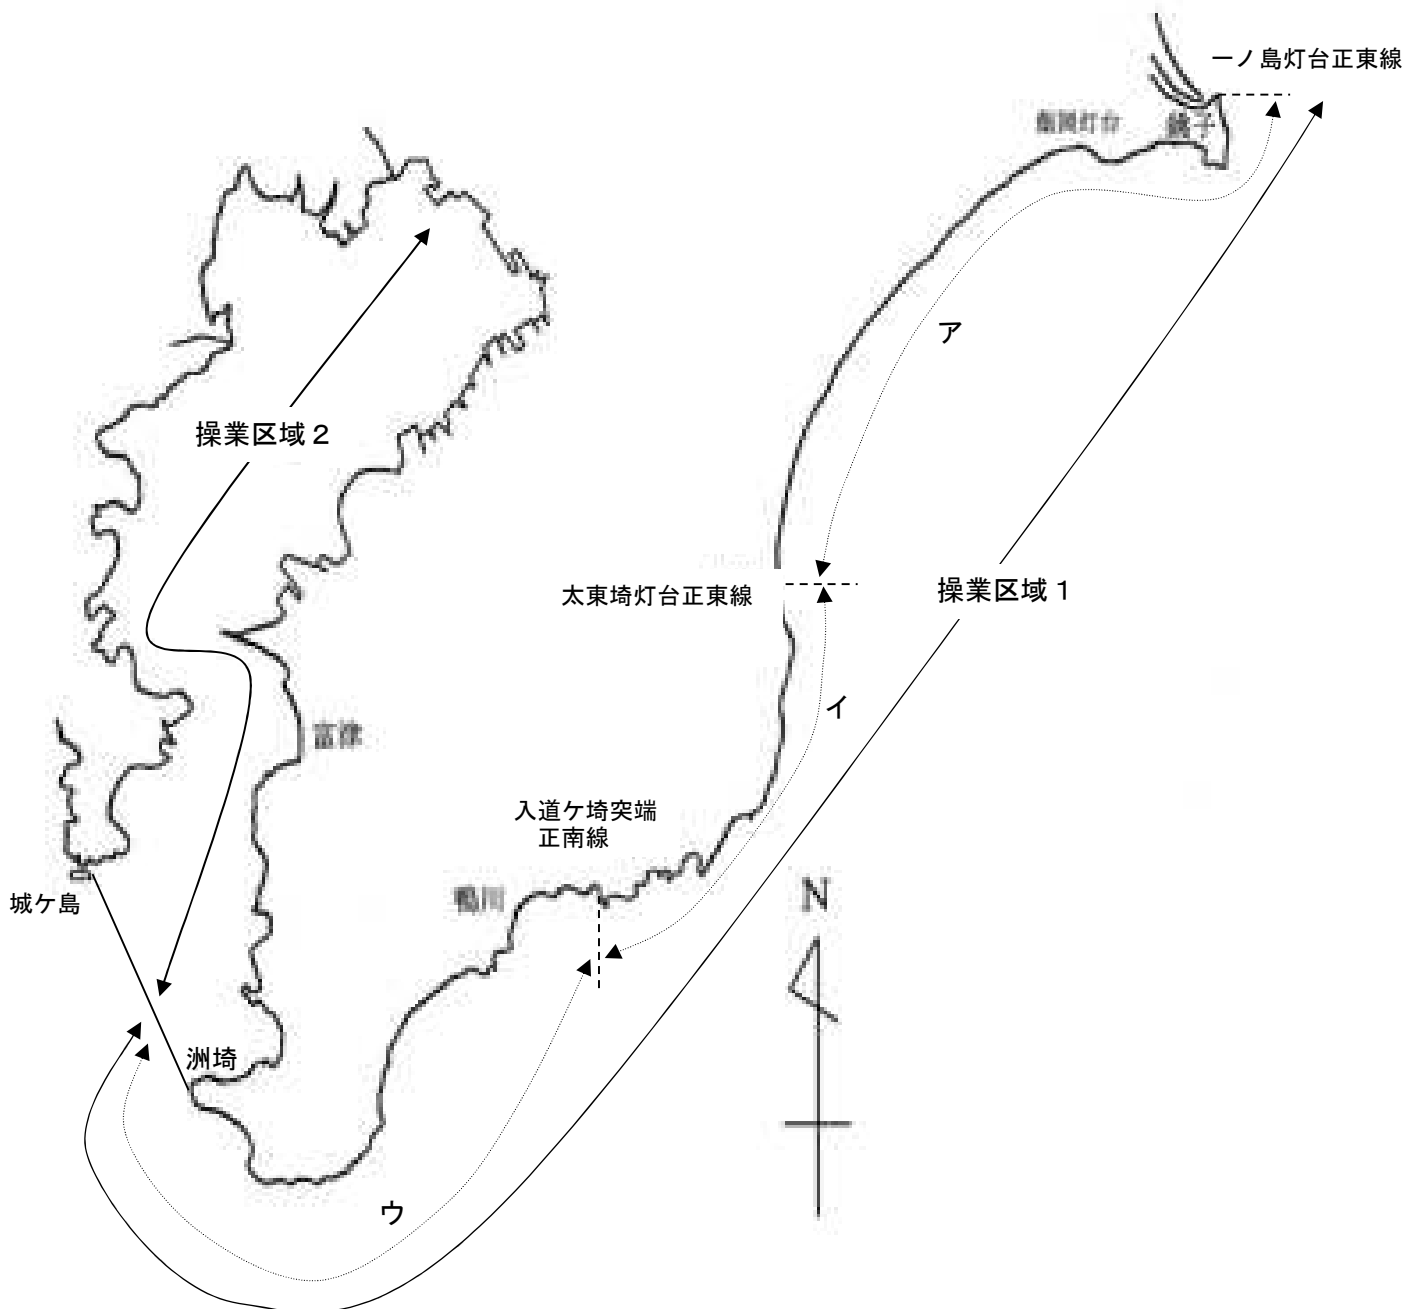 一ノ島灯台正東線
飯岡灯台
銚子
ア
操業区域２
太東埼灯台正東線
操業区域１
イ
富津
入道ケ埼突端
正南線
鴨川
N
城ケ島
洲埼
ウ